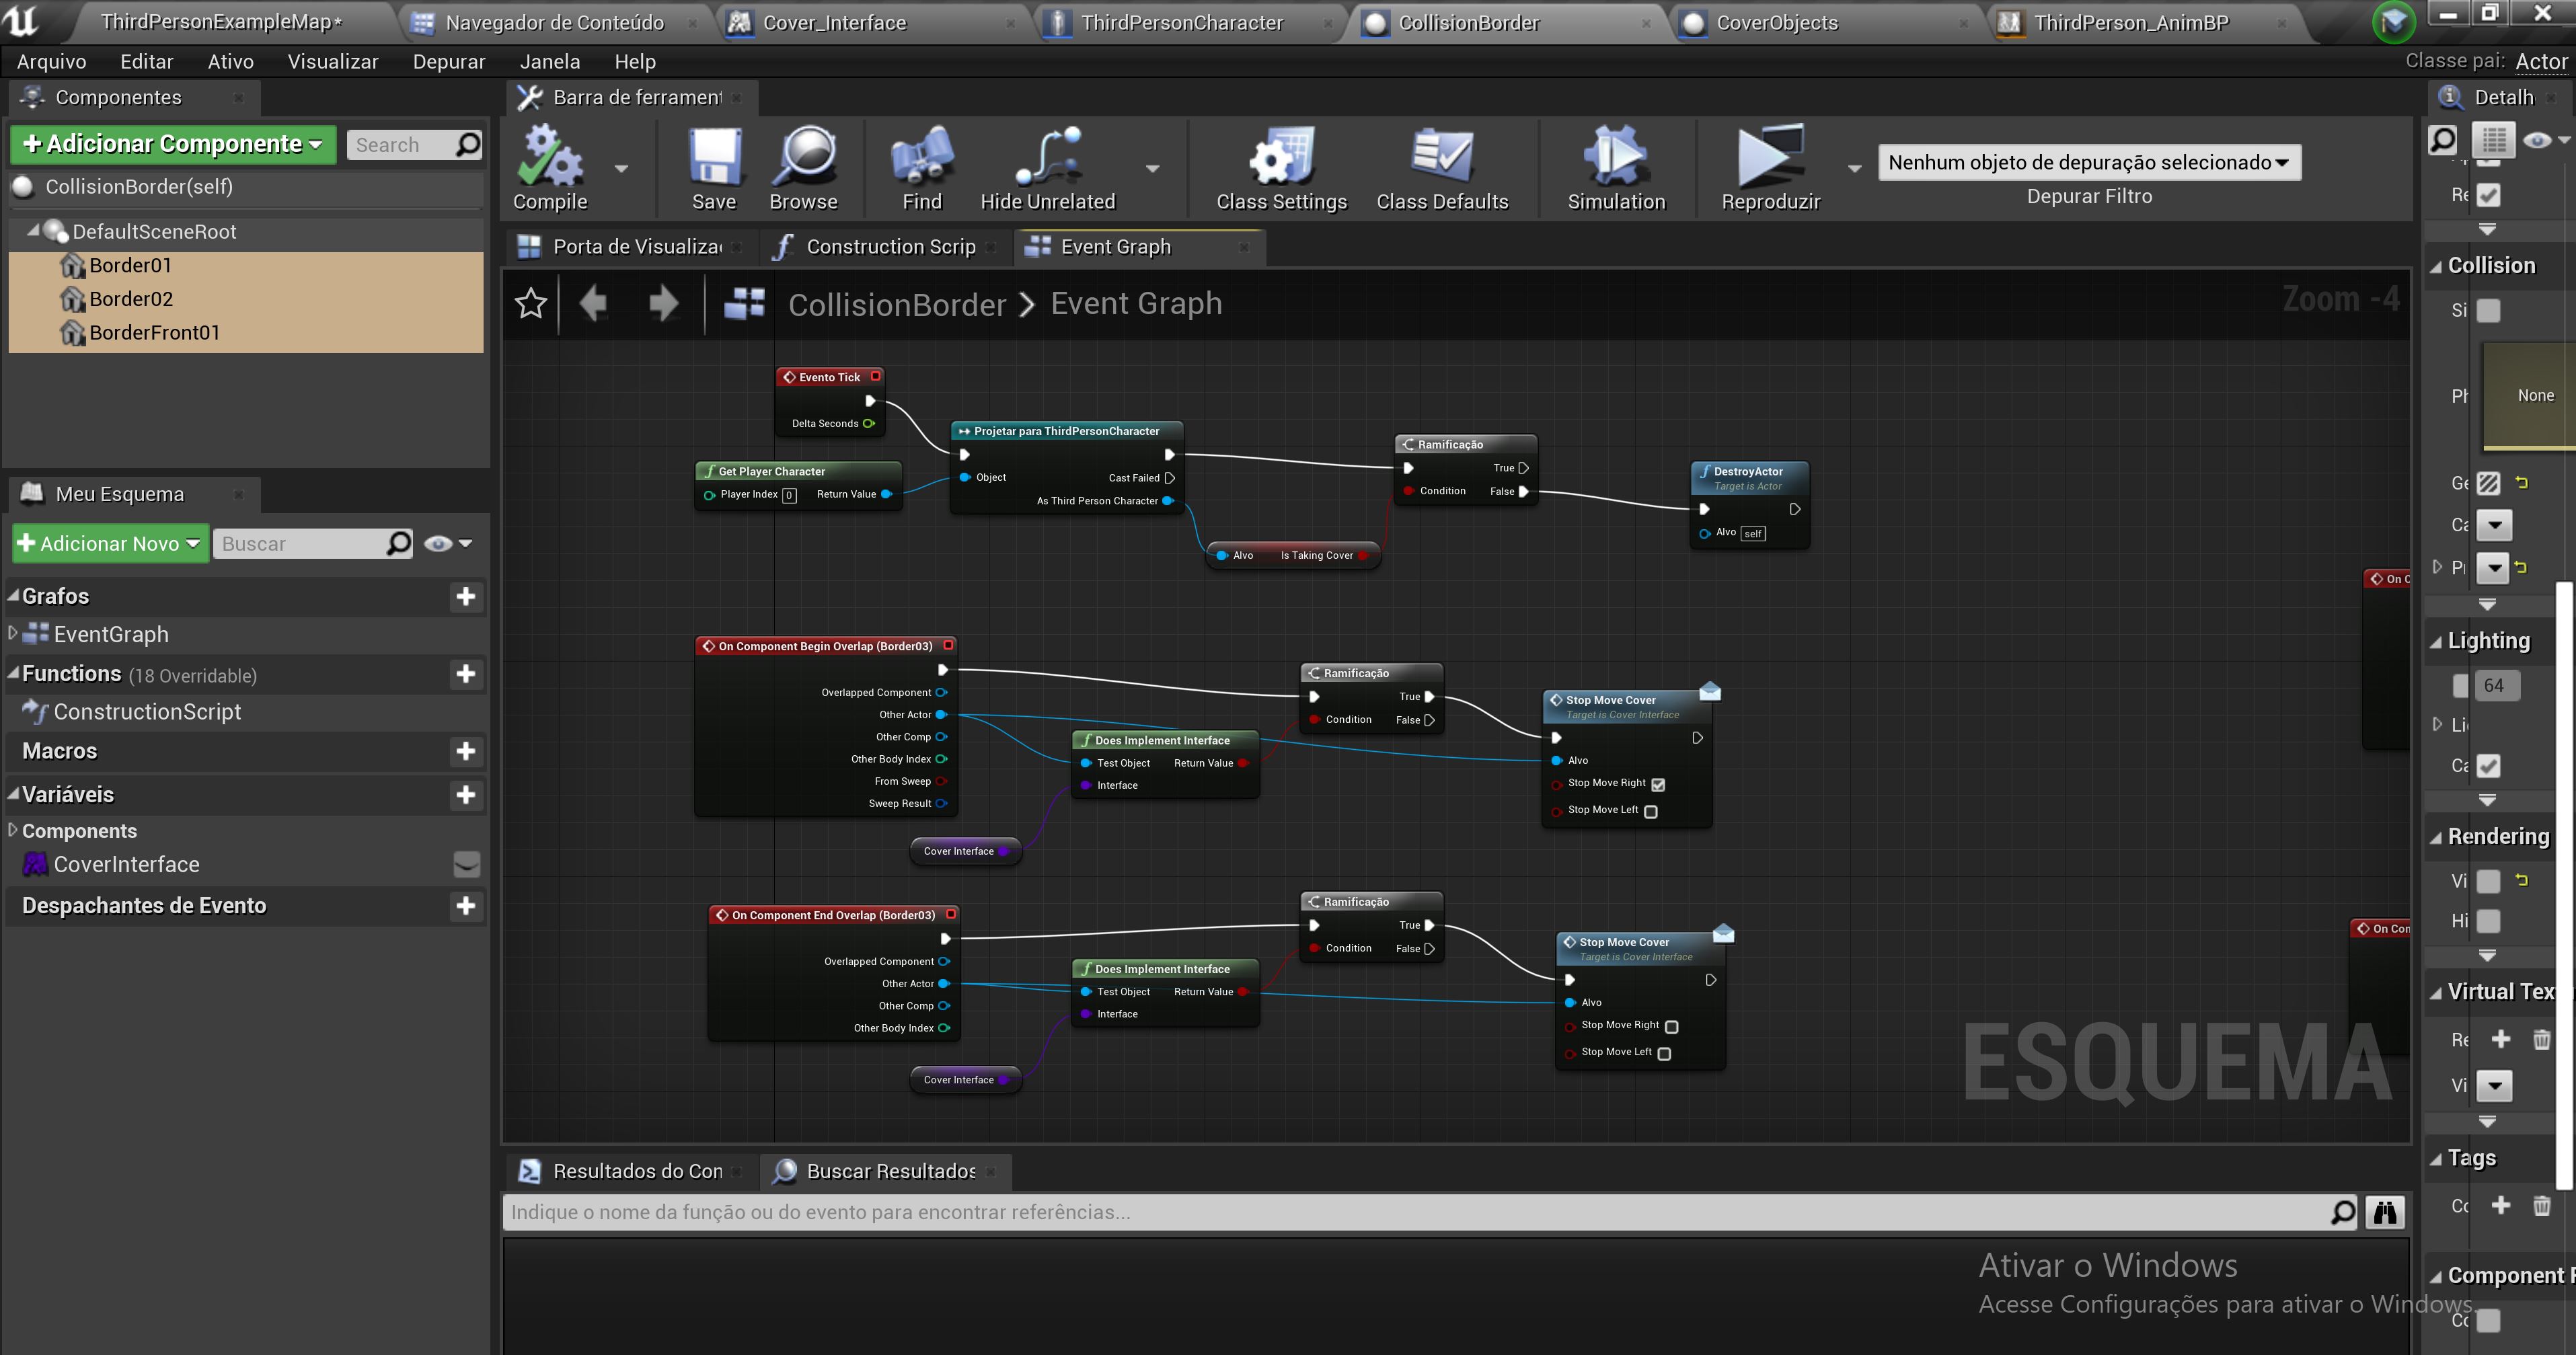 ThirdPersonExampleMap*
Navegador de Conteúdo
Cover_Interface
ThirdPersonCharacter
CollisionBorder
CoverObjects
ThirdPerson_AnimBP
Arquivo Editar Ativo Visualizar Depurar Janela Help
Classe pai: Actor
Componentes
+Adicionar Componente
Search
CollisionBorder(self)
DefaultSceneRoot
Border01
Border02
BorderFront01
Meu Esquema
+Adicionar Novo
Buscar
Grafos
EventGraph
Functions (18 Overridable)
ConstructionScript
Macros
Variáveis
Components
CoverInterface
Despachantes de Evento
Barra de ferrament
Compile
Save
Browse
Find
Hide Unrelated
Class Settings
Class Defaults
Simulation
Reproduzir
Nenhum objeto de depuração selecionado
Depurar Filtro
Porta de Visualiza
Construction Scrip
Event Graph
CollisionBorder > Event Graph
Zoom -4
Evento Tick
Delta Seconds
Get Player Character
Player Index 0 Return Value
Projetar para ThirdPersonCharacter
Object
Cast Failed
As Third Person Character
Alvo Is Taking Cover
Ramificação
True
Condition False
DestroyActor
Target is Actor
Alvo self
On Component Begin Overlap (Border03)
Overlapped Component
Other Actor
Other Comp
Other Body Index
From Sweep
Sweep Result
Cover Interface
Does Implement Interface
Test Object Return Value
Interface
Ramificação
True
Condition False
Stop Move Cover
Target is Cover Interface
Alvo
Stop Move Right
Stop Move Left
On Component End Overlap (Border03)
Overlapped Component
Other Actor
Other Comp
Other Body Index
Cover Interface
Does Implement Interface
Test Object Return Value
Interface
Ramificação
True
Condition False
Stop Move Cover
Target is Cover Interface
Alvo
Stop Move Right
Stop Move Left
On C
On Con
ESQUEMA
Resultados do Con
Buscar Resultados
Indique o nome da função ou do evento para encontrar referências...
Detalh
Re
Collision
Si
Ph
None
Ge
Ca
Pr
Lighting
64
Li
Ca
Rendering
Vi
Hi
Virtual Tex
Re
Vi
Tags
Co
Component R
Co
Ativar o Windows
Acesse Configurações para ativar o Windows.